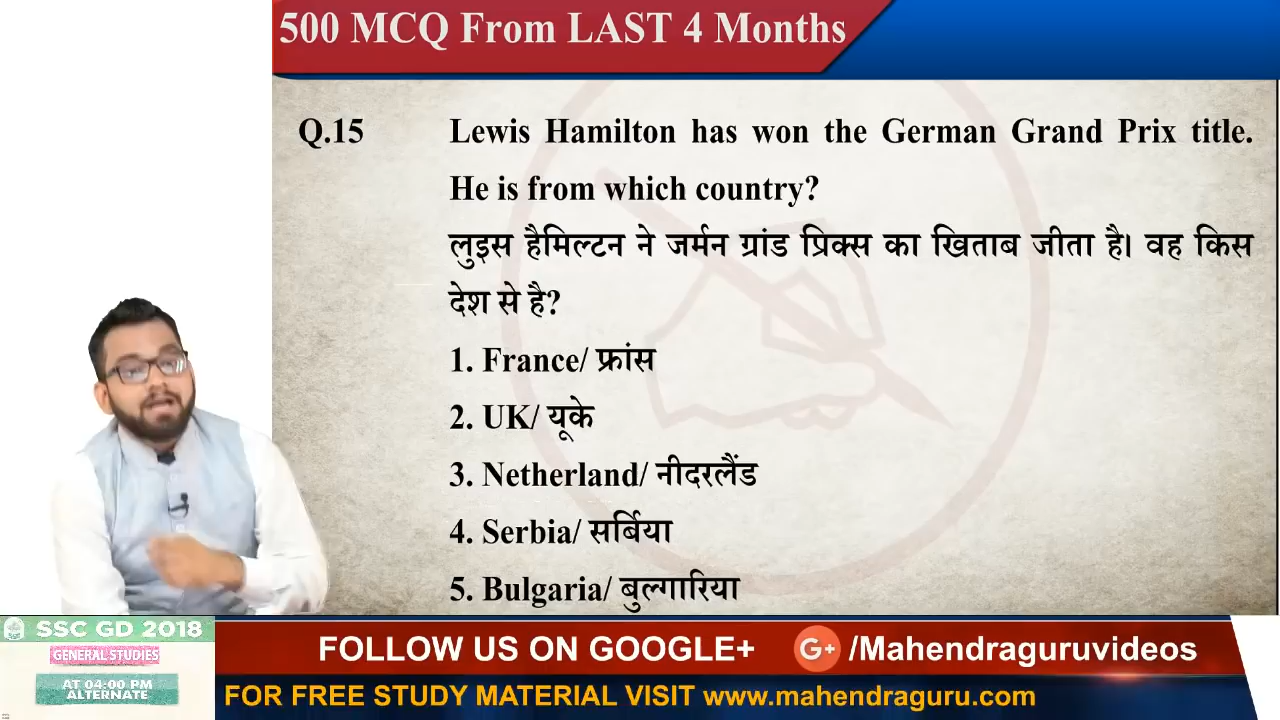 500 MCQ From LAST 4 Months
Q.15 Lewis Hamilton has won the German Grand Prix title.
He is from which country?
लुइस हैमिल्टन ने जर्मन ग्रांड प्रिक्स का खिताब जीता है। वह किस
देश से है?
1. France/ फ्रांस
2. UK/ यूके
3. Netherland/ नीदरलैंड
4. Serbia/ सर्बिया
5. Bulgaria/ बुल्गारिया
SSC GD 2018
GENERAL STUDIES
AT 04:00 PM
ALTERNATE
FOLLOW US ON GOOGLE+ G+ /Mahendraguruvideos
FOR FREE STUDY MATERIAL VISIT www.mahendraguru.com